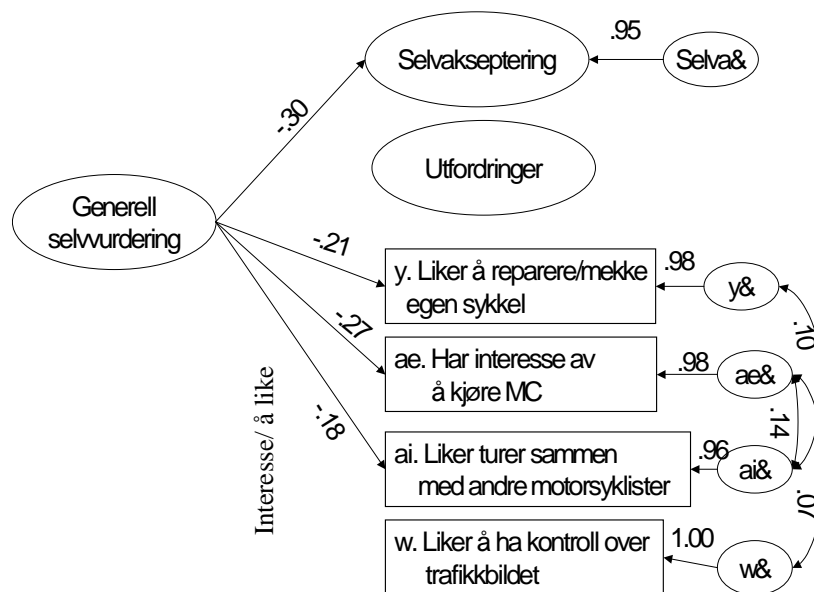 Selvakseptering
.95
Selva&
-.30
Utfordringer
Generell
selvvurdering
-.21
y. Liker å reparere/mekke
egen sykkel
.98
y&
.10
-.27
ae. Har interesse av
å kjøre MC
.98
ae&
.14
Interesse/ å like
-.18
ai. Liker turer sammen
med andre motorsyklister
.96
ai&
.07
w. Liker å ha kontroll over
trafikkbildet
1.00
w&